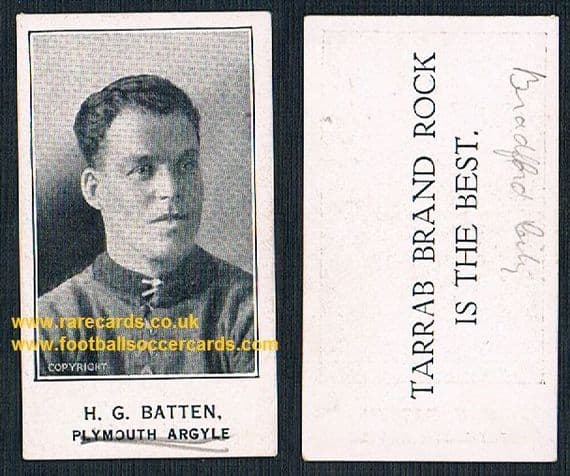 www.rarecards.co.uk
www.footballsoccercards.com
COPYRIGHT
H. G. BATTEN,
PLYMOUTH ARGYLE
TARRAB BRAND ROCK
IS THE BEST.
Bradford City